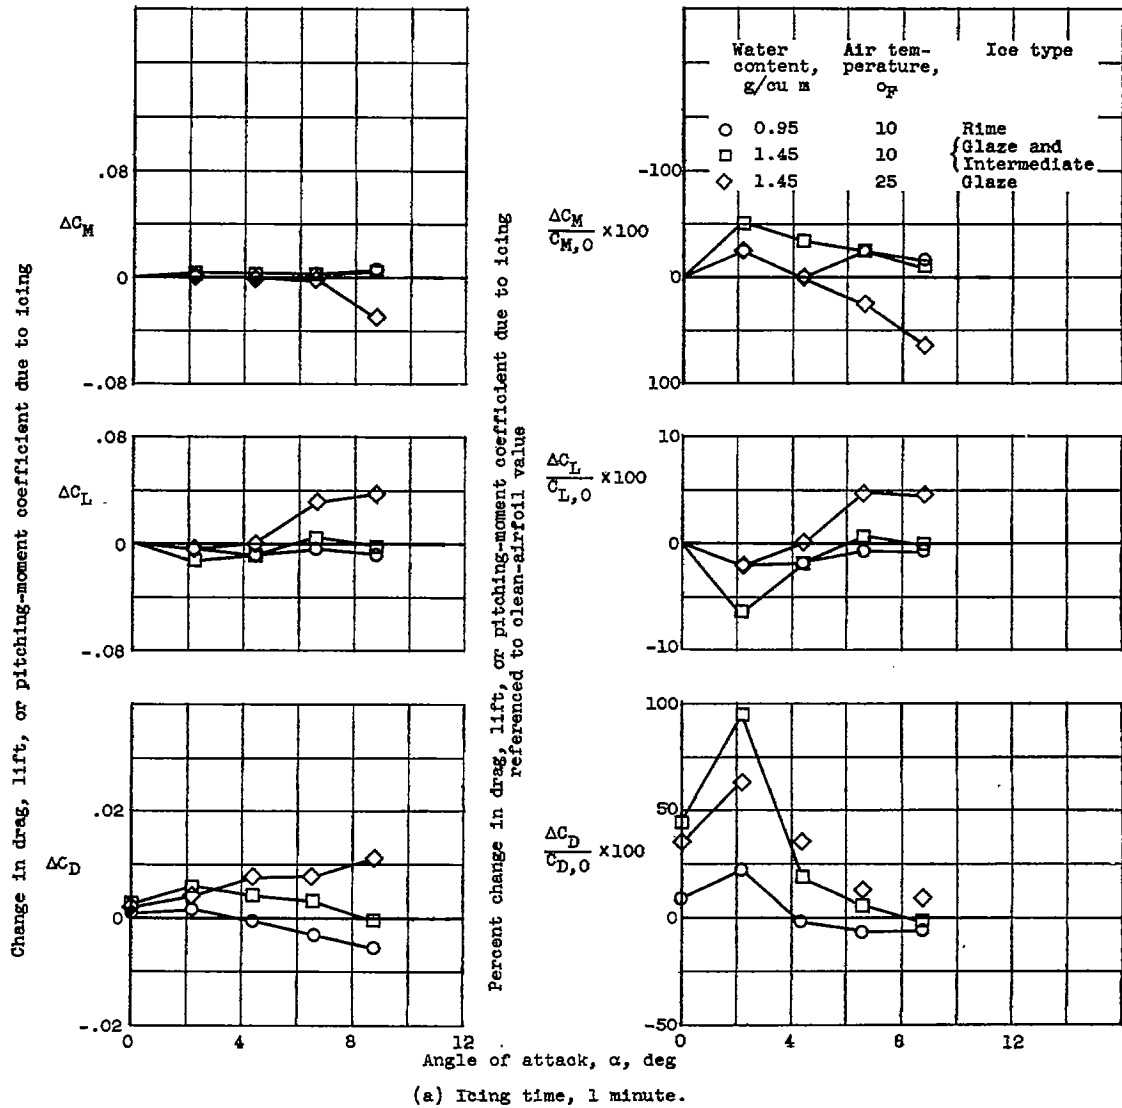 Change in drag, lift, or pitching-moment coefficient due to icing
ΔC_M
.08
0
-.08
ΔC_L
.08
0
-.08
ΔC_D
.02
0
-.02
0 4 8 12
Percent change in drag, lift, or pitching-moment coefficient due to icing
referenced to clean-airfoil value
Water content, g/cu m
Air tem-perature, °F
Ice type
0.95 10 Rime
1.45 10 {Glaze and Intermediate
1.45 25 Glaze
ΔC_M/C_M,0 ×100
-100
0
100
ΔC_L/C_L,0 ×100
10
0
-10
ΔC_D/C_D,0 ×100
100
50
0
-50
0 4 8 12
Angle of attack, α, deg
(a) Icing time, 1 minute.